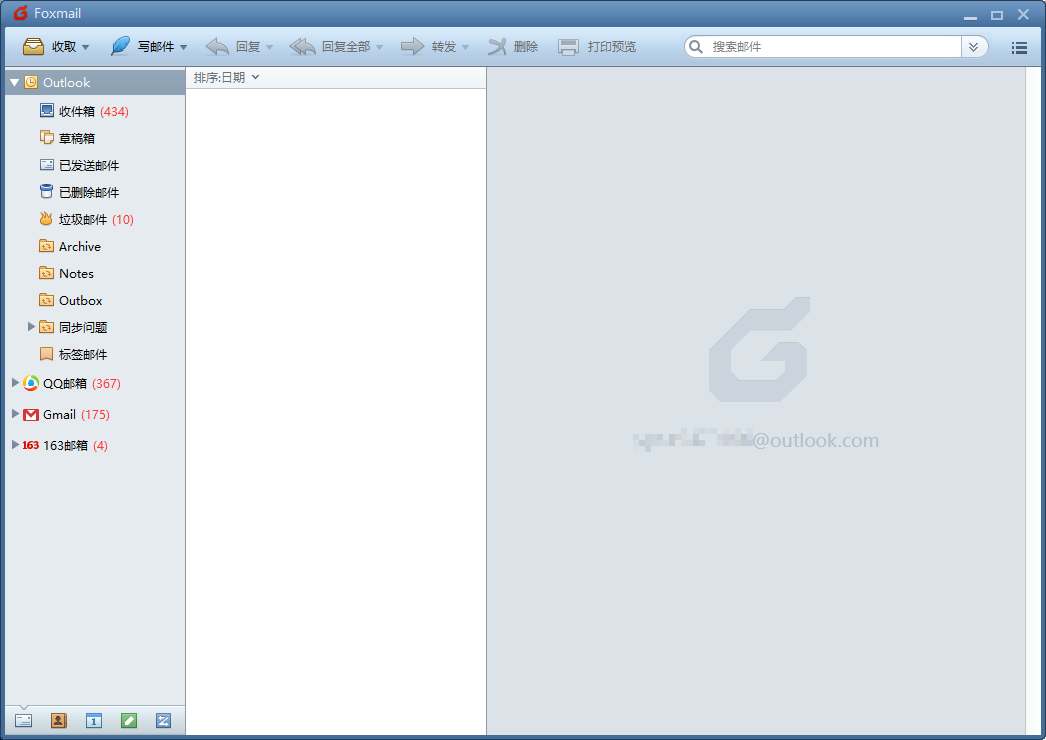 Foxmail
收取 写邮件 回复 回复全部 转发 删除 打印预览 搜索邮件
Outlook
排序:日期
收件箱 (434)
草稿箱
已发送邮件
已删除邮件
垃圾邮件 (10)
Archive
Notes
Outbox
同步问题
标签邮件
QQ邮箱 (367)
Gmail (175)
163 163邮箱 (4)
@outlook.com
1